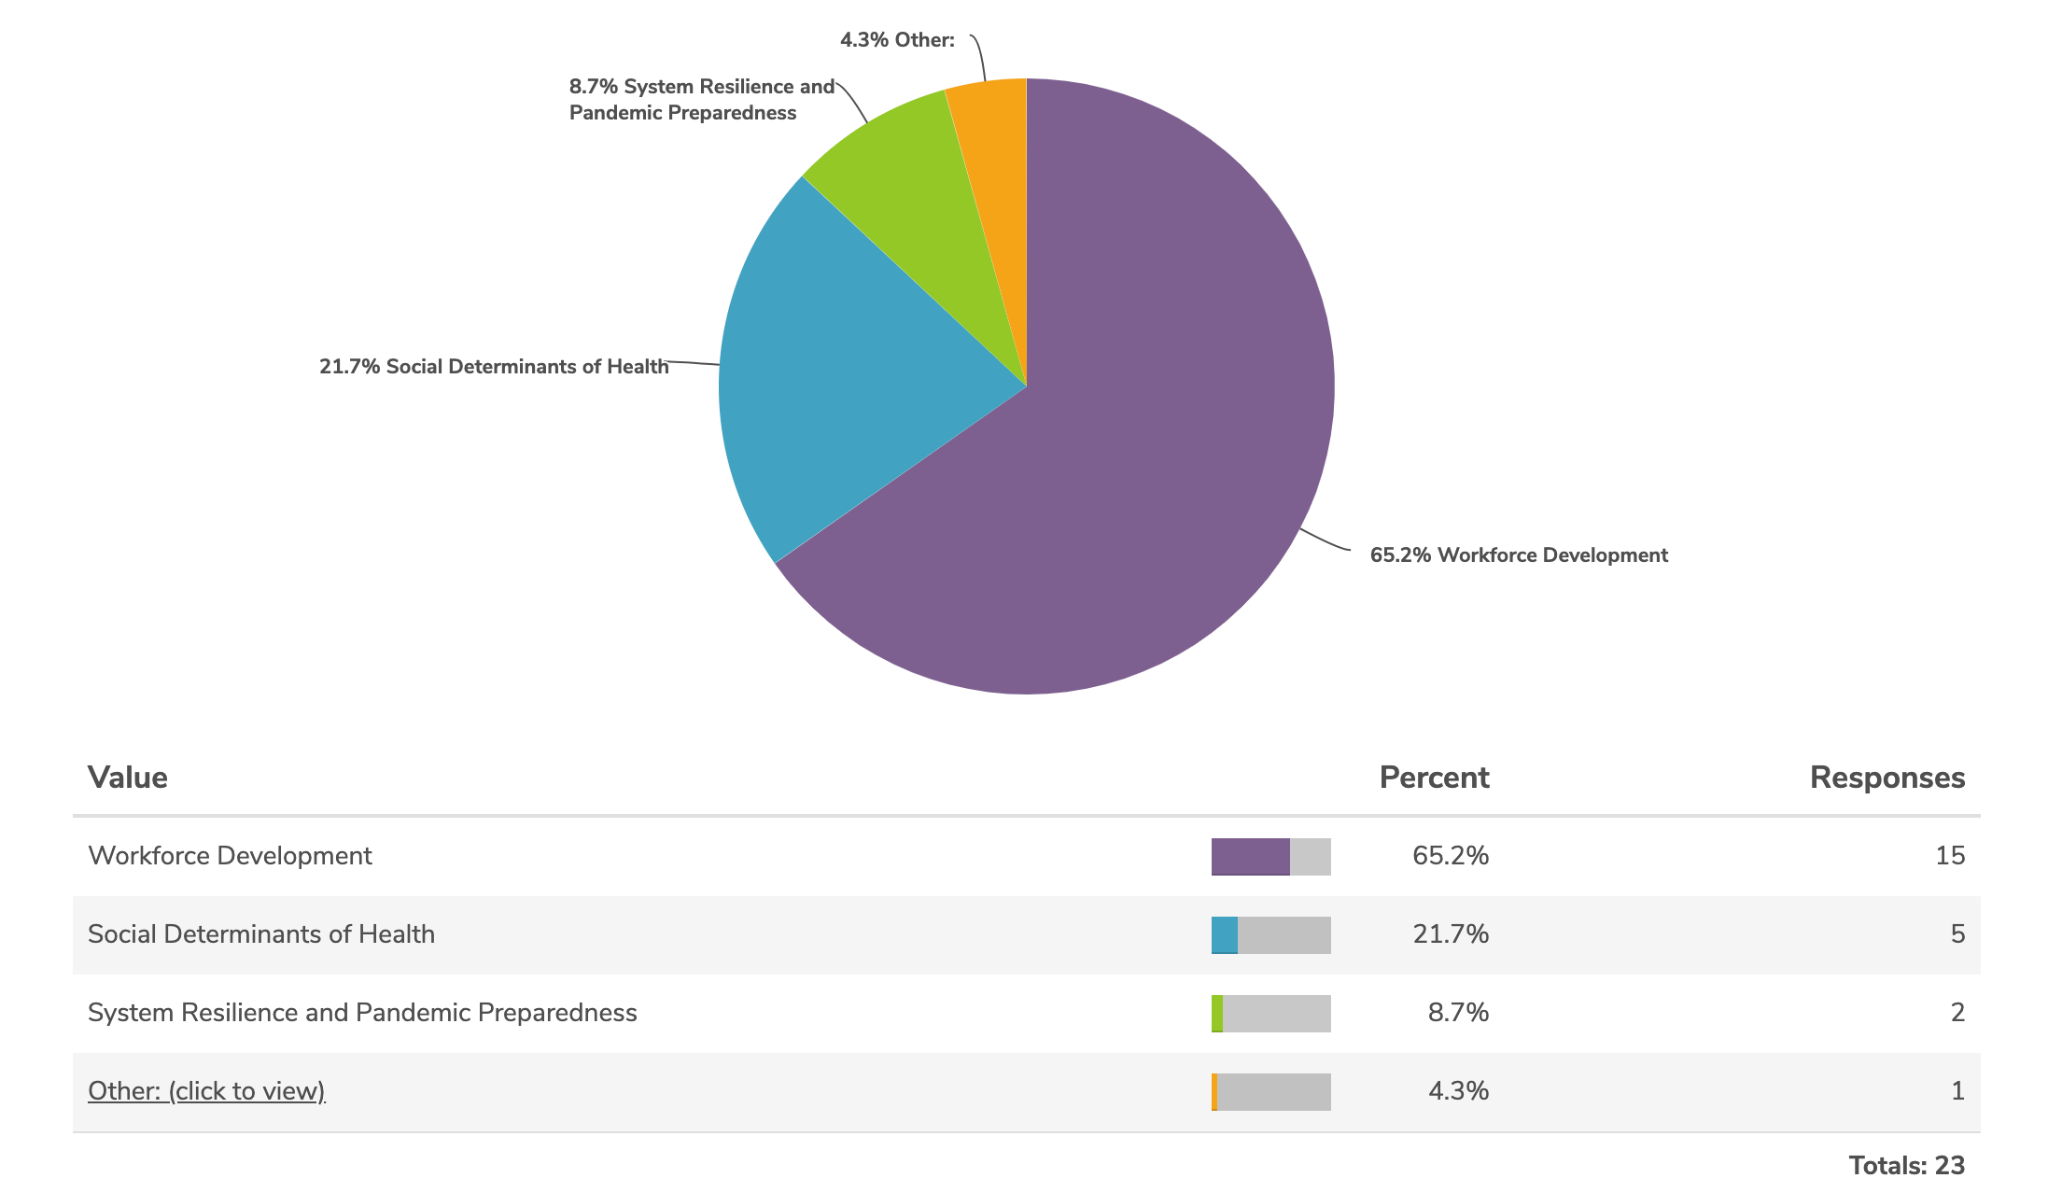 4.3% Other:
8.7% System Resilience and
Pandemic Preparedness
21.7% Social Determinants of Health
65.2% Workforce Development
Value Percent Responses
Workforce Development 65.2% 15
Social Determinants of Health 21.7% 5
System Resilience and Pandemic Preparedness 8.7% 2
Other: (click to view) 4.3% 1
Totals: 23